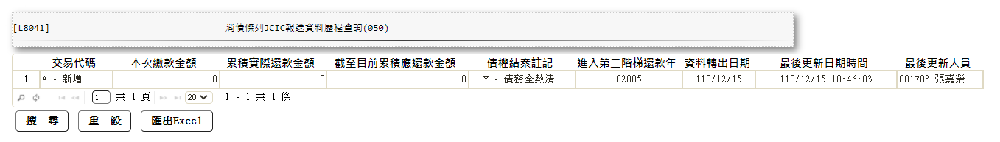 [L8041] 消債條列JCIC報送資料歷程查詢(050)
交易代碼 本次繳款金額 累積實際還款金額 截至目前累積應還款金額 債權結案註記 進入第二階梯還款年 資料轉出日期 最後更新日期時間 最後更新人員
1 A - 新增 0 0 0 Y - 債務全數清 02005 110/12/15 110/12/15 10:46:03 001708 張嘉榮
1 共 1 頁 20 1 - 1 共 1 條
搜 尋 重 設 匯出Excel